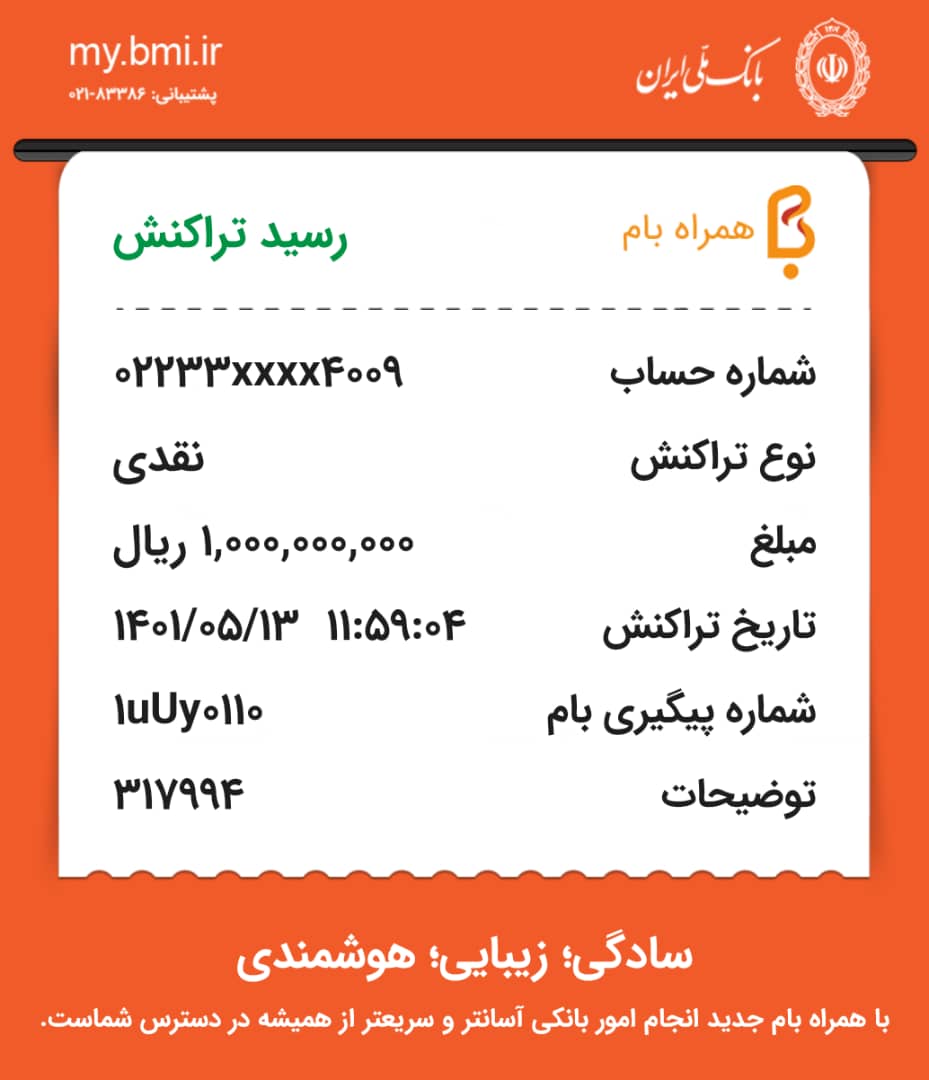 بانک ملی ایران
my.bmi.ir
پشتیبانی: ۸۳۳۸۶-۰۲۱
همراه بام
رسید تراکنش
شماره حساب ۰۲۲۳۳xxxx۴۰۰۹
نوع تراکنش نقدی
مبلغ ۱,۰۰۰,۰۰۰,۰۰۰ ریال
تاریخ تراکنش ۱۴۰۱/۰۵/۱۳ ۱۱:۵۹:۰۴
شماره پیگیری بام ۱uUy۰۱۱۰
توضیحات ۳۱۷۹۹۴
سادگی؛ زیبایی؛ هوشمندی
با همراه بام جدید انجام امور بانکی آسانتر و سریعتر از همیشه در دسترس شماست.